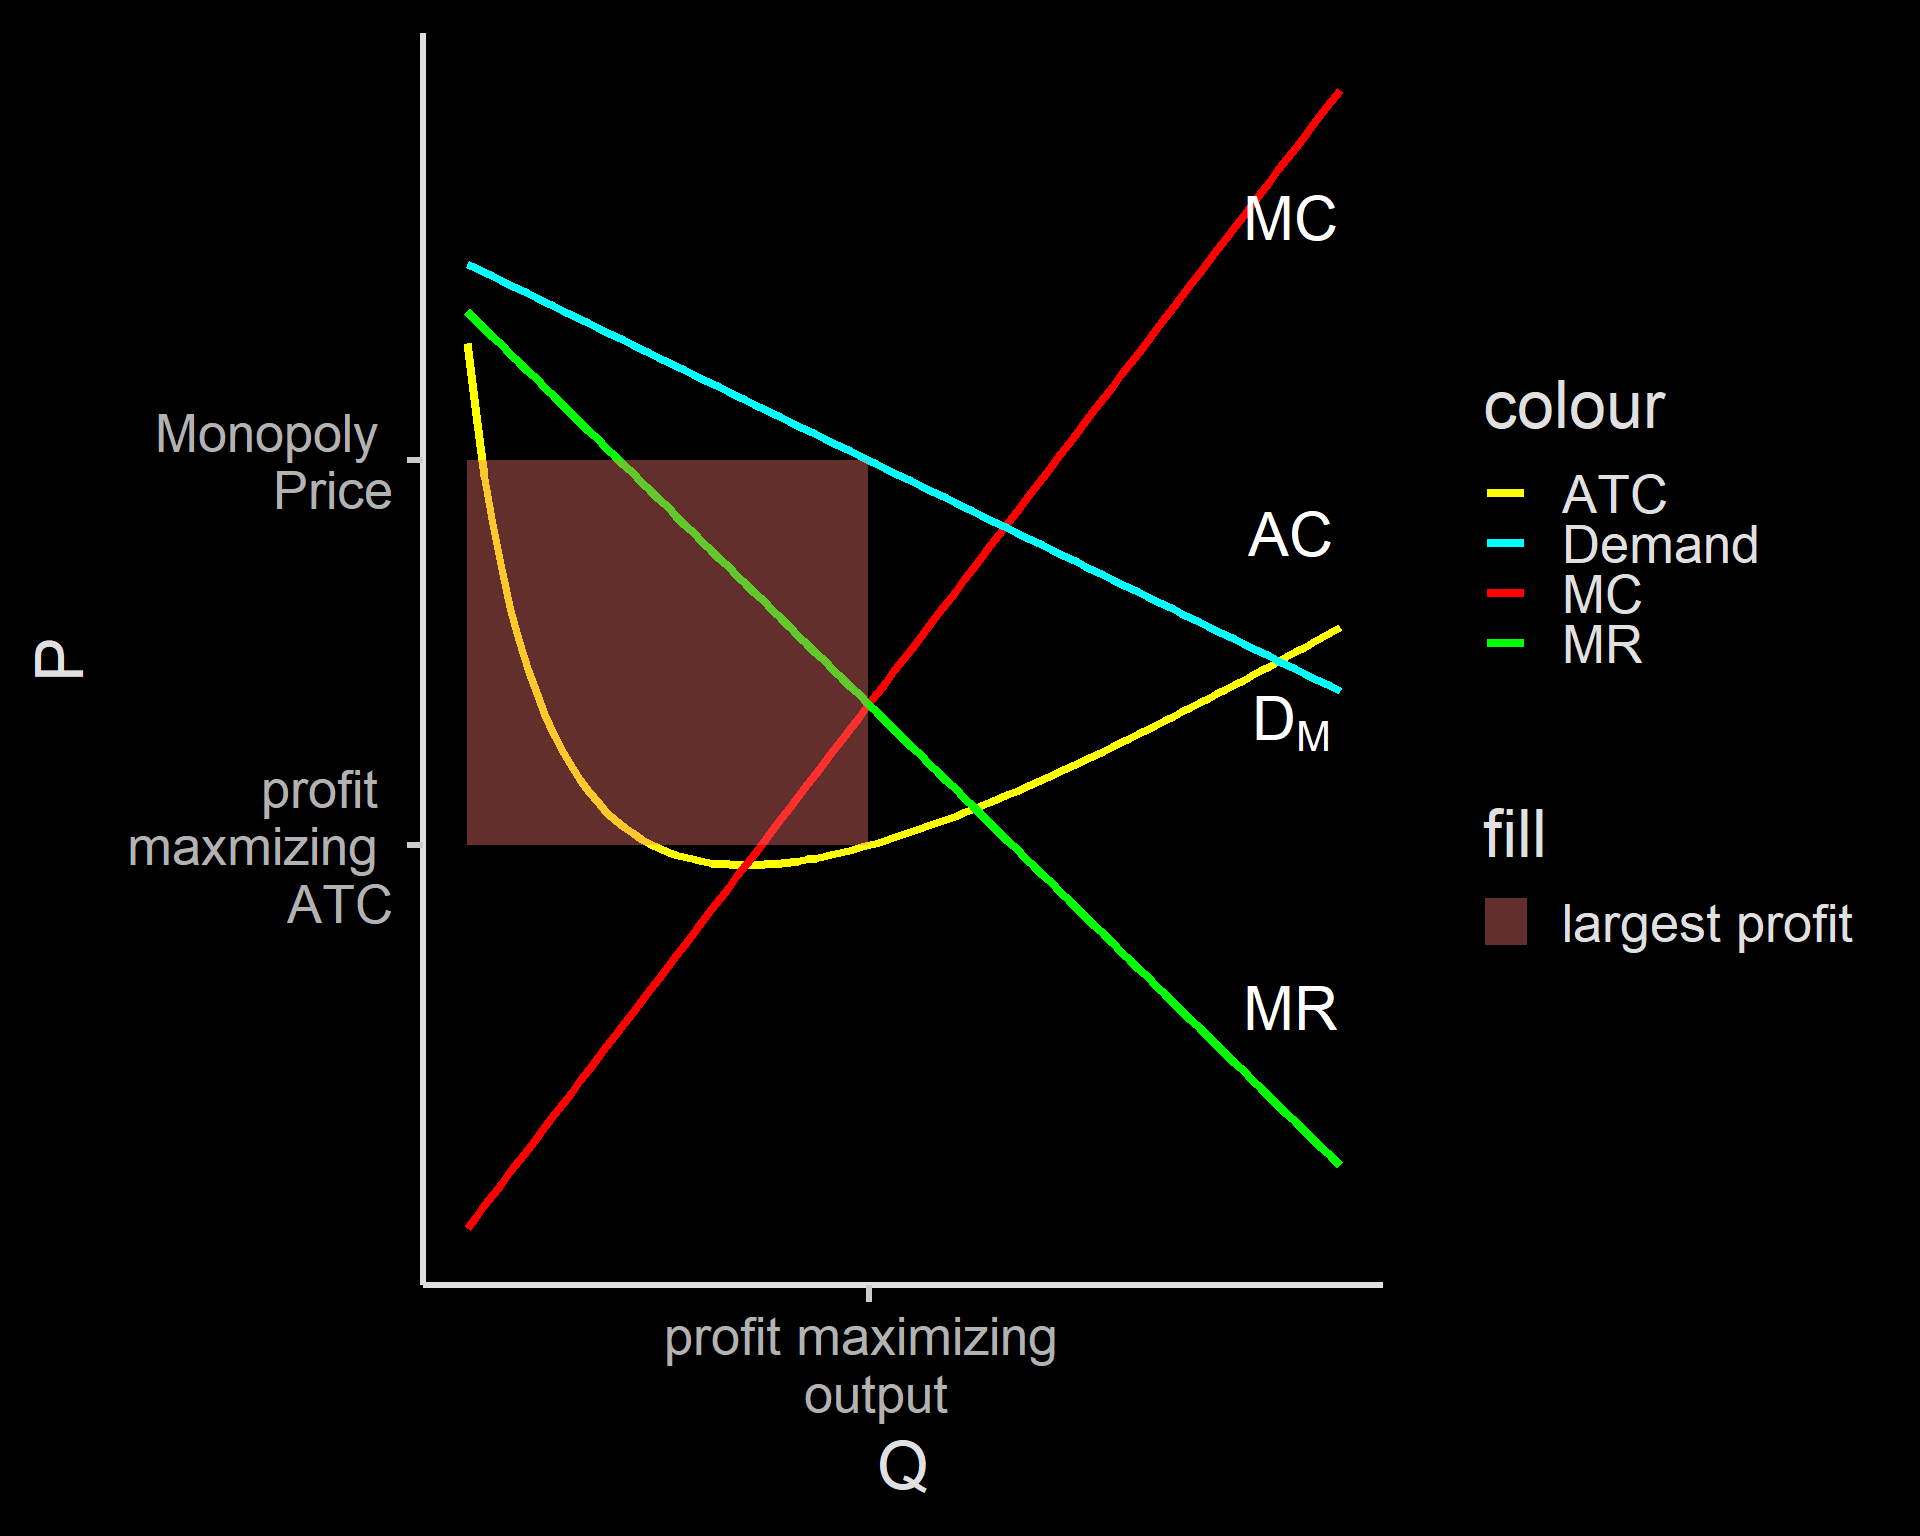 MC
Monopoly
Price
AC
D_M
profit
maxmizing
ATC
MR
P
profit maximizing
output
Q
colour
ATC
Demand
MC
MR
fill
largest profit